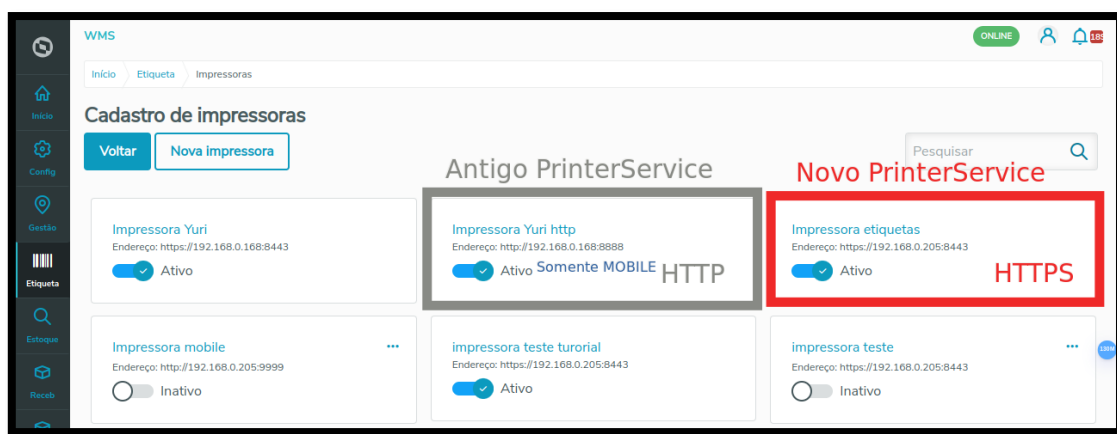 WMS
ONLINE
185
Início
Etiqueta
Impressoras
Início
Cadastro de impressoras
Voltar
Nova impressora
Pesquisar
Config
Antigo PrinterService
Novo PrinterService
Gestão
Impressora Yuri
Endereço: https://192.168.0.168:8443
Ativo
Impressora Yuri http
Endereço: http://192.168.0.168:8888
Ativo Somente MOBILE HTTP
Impressora etiquetas
Endereço: https://192.168.0.205:8443
Ativo HTTPS
Etiqueta
Estoque
Impressora mobile
Endereço: http://192.168.0.205:9999
Inativo
impressora teste turorial
Endereço: https://192.168.0.205:8443
Ativo
impressora teste
Endereço: https://192.168.0.205:8443
Inativo
Receb